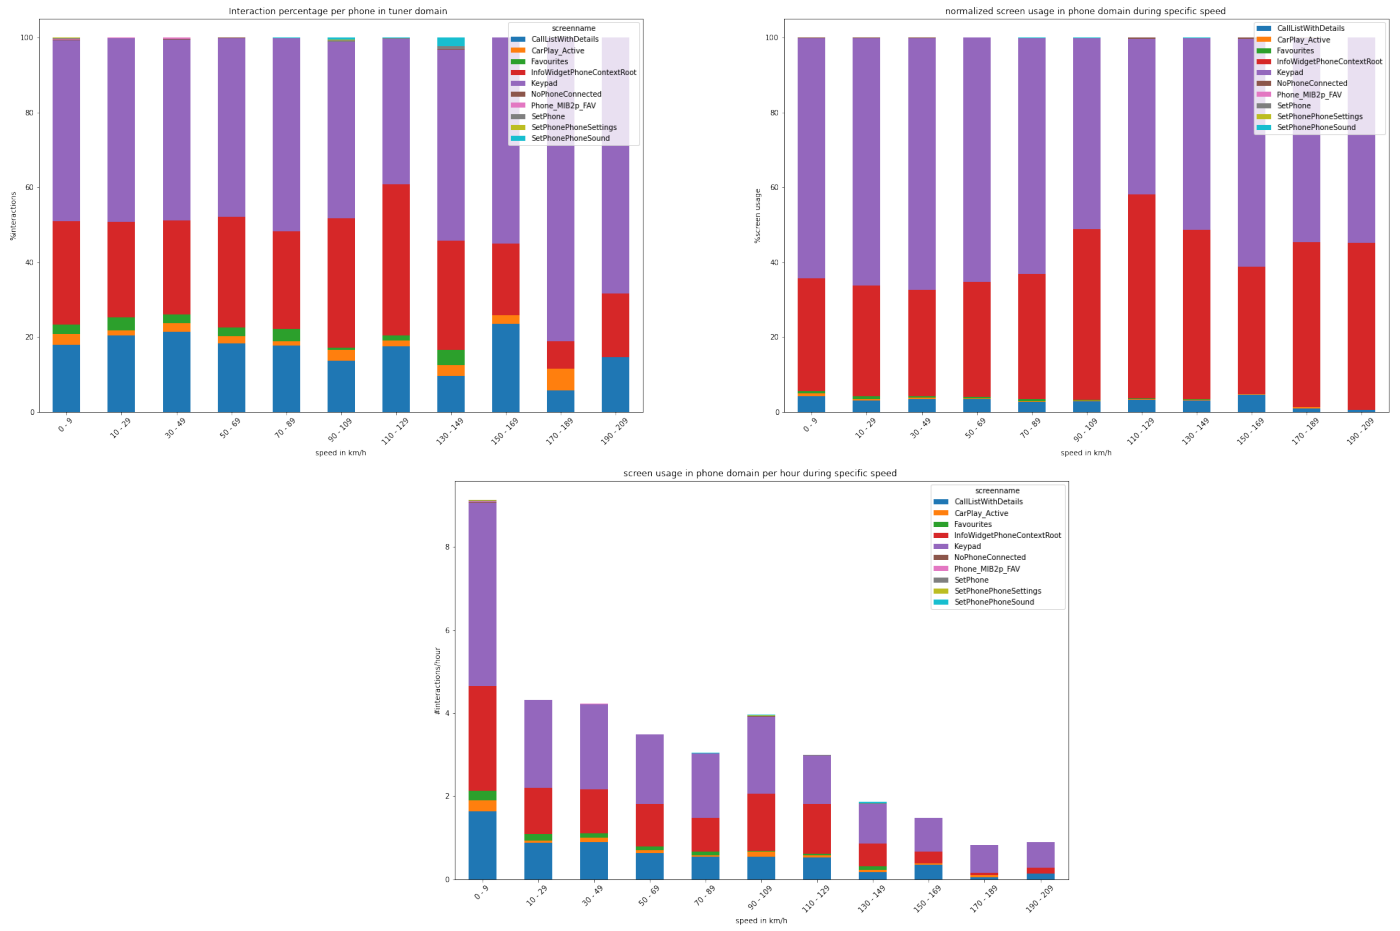 Interaction percentage per phone in tuner domain
%interactions
100
80
60
40
20
0
0 - 9
10 - 29
30 - 49
50 - 69
70 - 89
90 - 109
110 - 129
130 - 149
150 - 169
170 - 189
190 - 209
speed in km/h
screenname
CallListWithDetails
CarPlay_Active
Favourites
InfoWidgetPhoneContextRoot
Keypad
NoPhoneConnected
Phone_MIB2p_FAV
SetPhone
SetPhonePhoneSettings
SetPhonePhoneSound
normalized screen usage in phone domain during specific speed
%screen usage
100
80
60
40
20
0
0 - 9
10 - 29
30 - 49
50 - 69
70 - 89
90 - 109
110 - 129
130 - 149
150 - 169
170 - 189
190 - 209
speed in km/h
CallListWithDetails
CarPlay_Active
Favourites
InfoWidgetPhoneContextRoot
Keypad
NoPhoneConnected
Phone_MIB2p_FAV
SetPhone
SetPhonePhoneSettings
SetPhonePhoneSound
screen usage in phone domain per hour during specific speed
#interactions/hour
8
6
4
2
0
0 - 9
10 - 29
30 - 49
50 - 69
70 - 89
90 - 109
110 - 129
130 - 149
150 - 169
170 - 189
190 - 209
speed in km/h
screenname
CallListWithDetails
CarPlay_Active
Favourites
InfoWidgetPhoneContextRoot
Keypad
NoPhoneConnected
Phone_MIB2p_FAV
SetPhone
SetPhonePhoneSettings
SetPhonePhoneSound